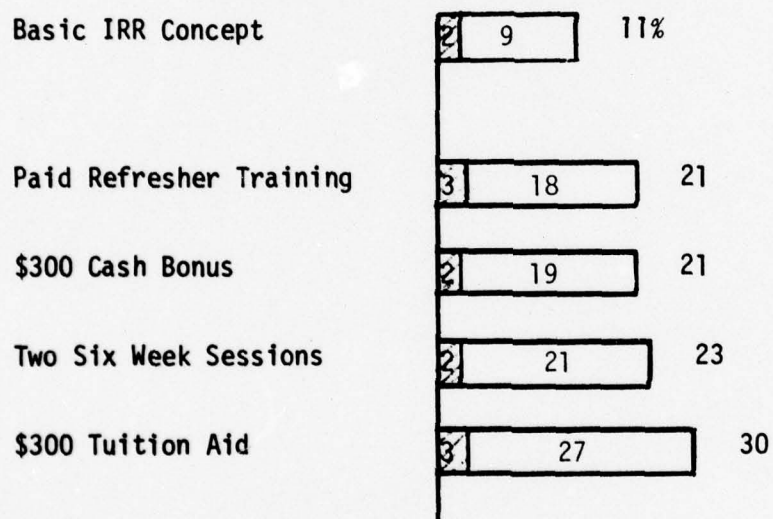 Basic IRR Concept 2 9 11%
Paid Refresher Training 3 18 21
$300 Cash Bonus 2 19 21
Two Six Week Sessions 2 21 23
$300 Tuition Aid 3 27 30